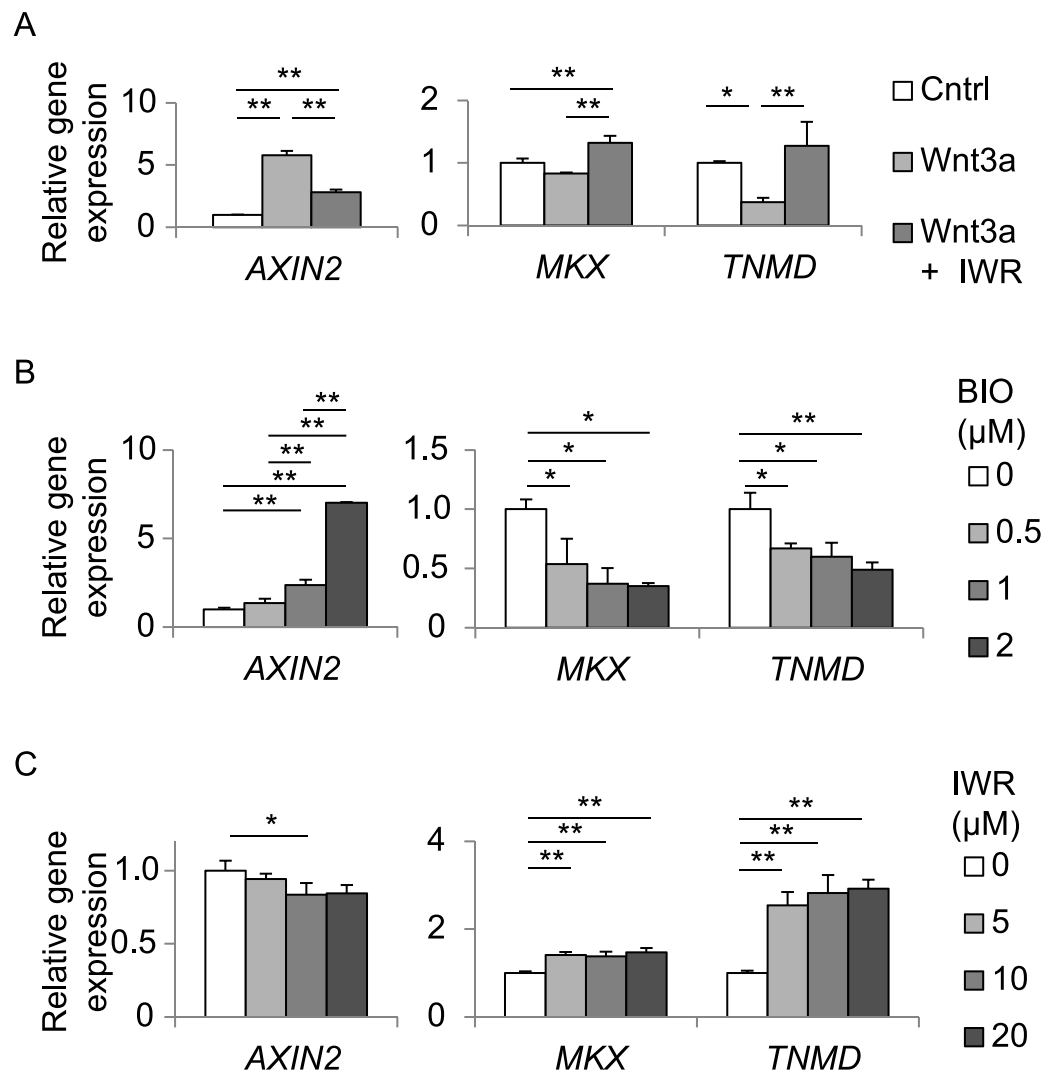 A
Relative gene
expression
10
5
0
**
**
**
AXIN2
2
1
0
**
**
*
**
MKX
TNMD
Cntrl
Wnt3a
Wnt3a
+ IWR
B
Relative gene
expression
10
5
0
**
**
**
**
**
AXIN2
1.5
1.0
0.5
0
*
*
*
**
*
*
MKX
TNMD
BIO
(µM)
0
0.5
1
2
C
Relative gene
expression
1.0
0.5
0
*
AXIN2
4
2
0
**
**
**
**
**
**
MKX
TNMD
IWR
(µM)
0
5
10
20